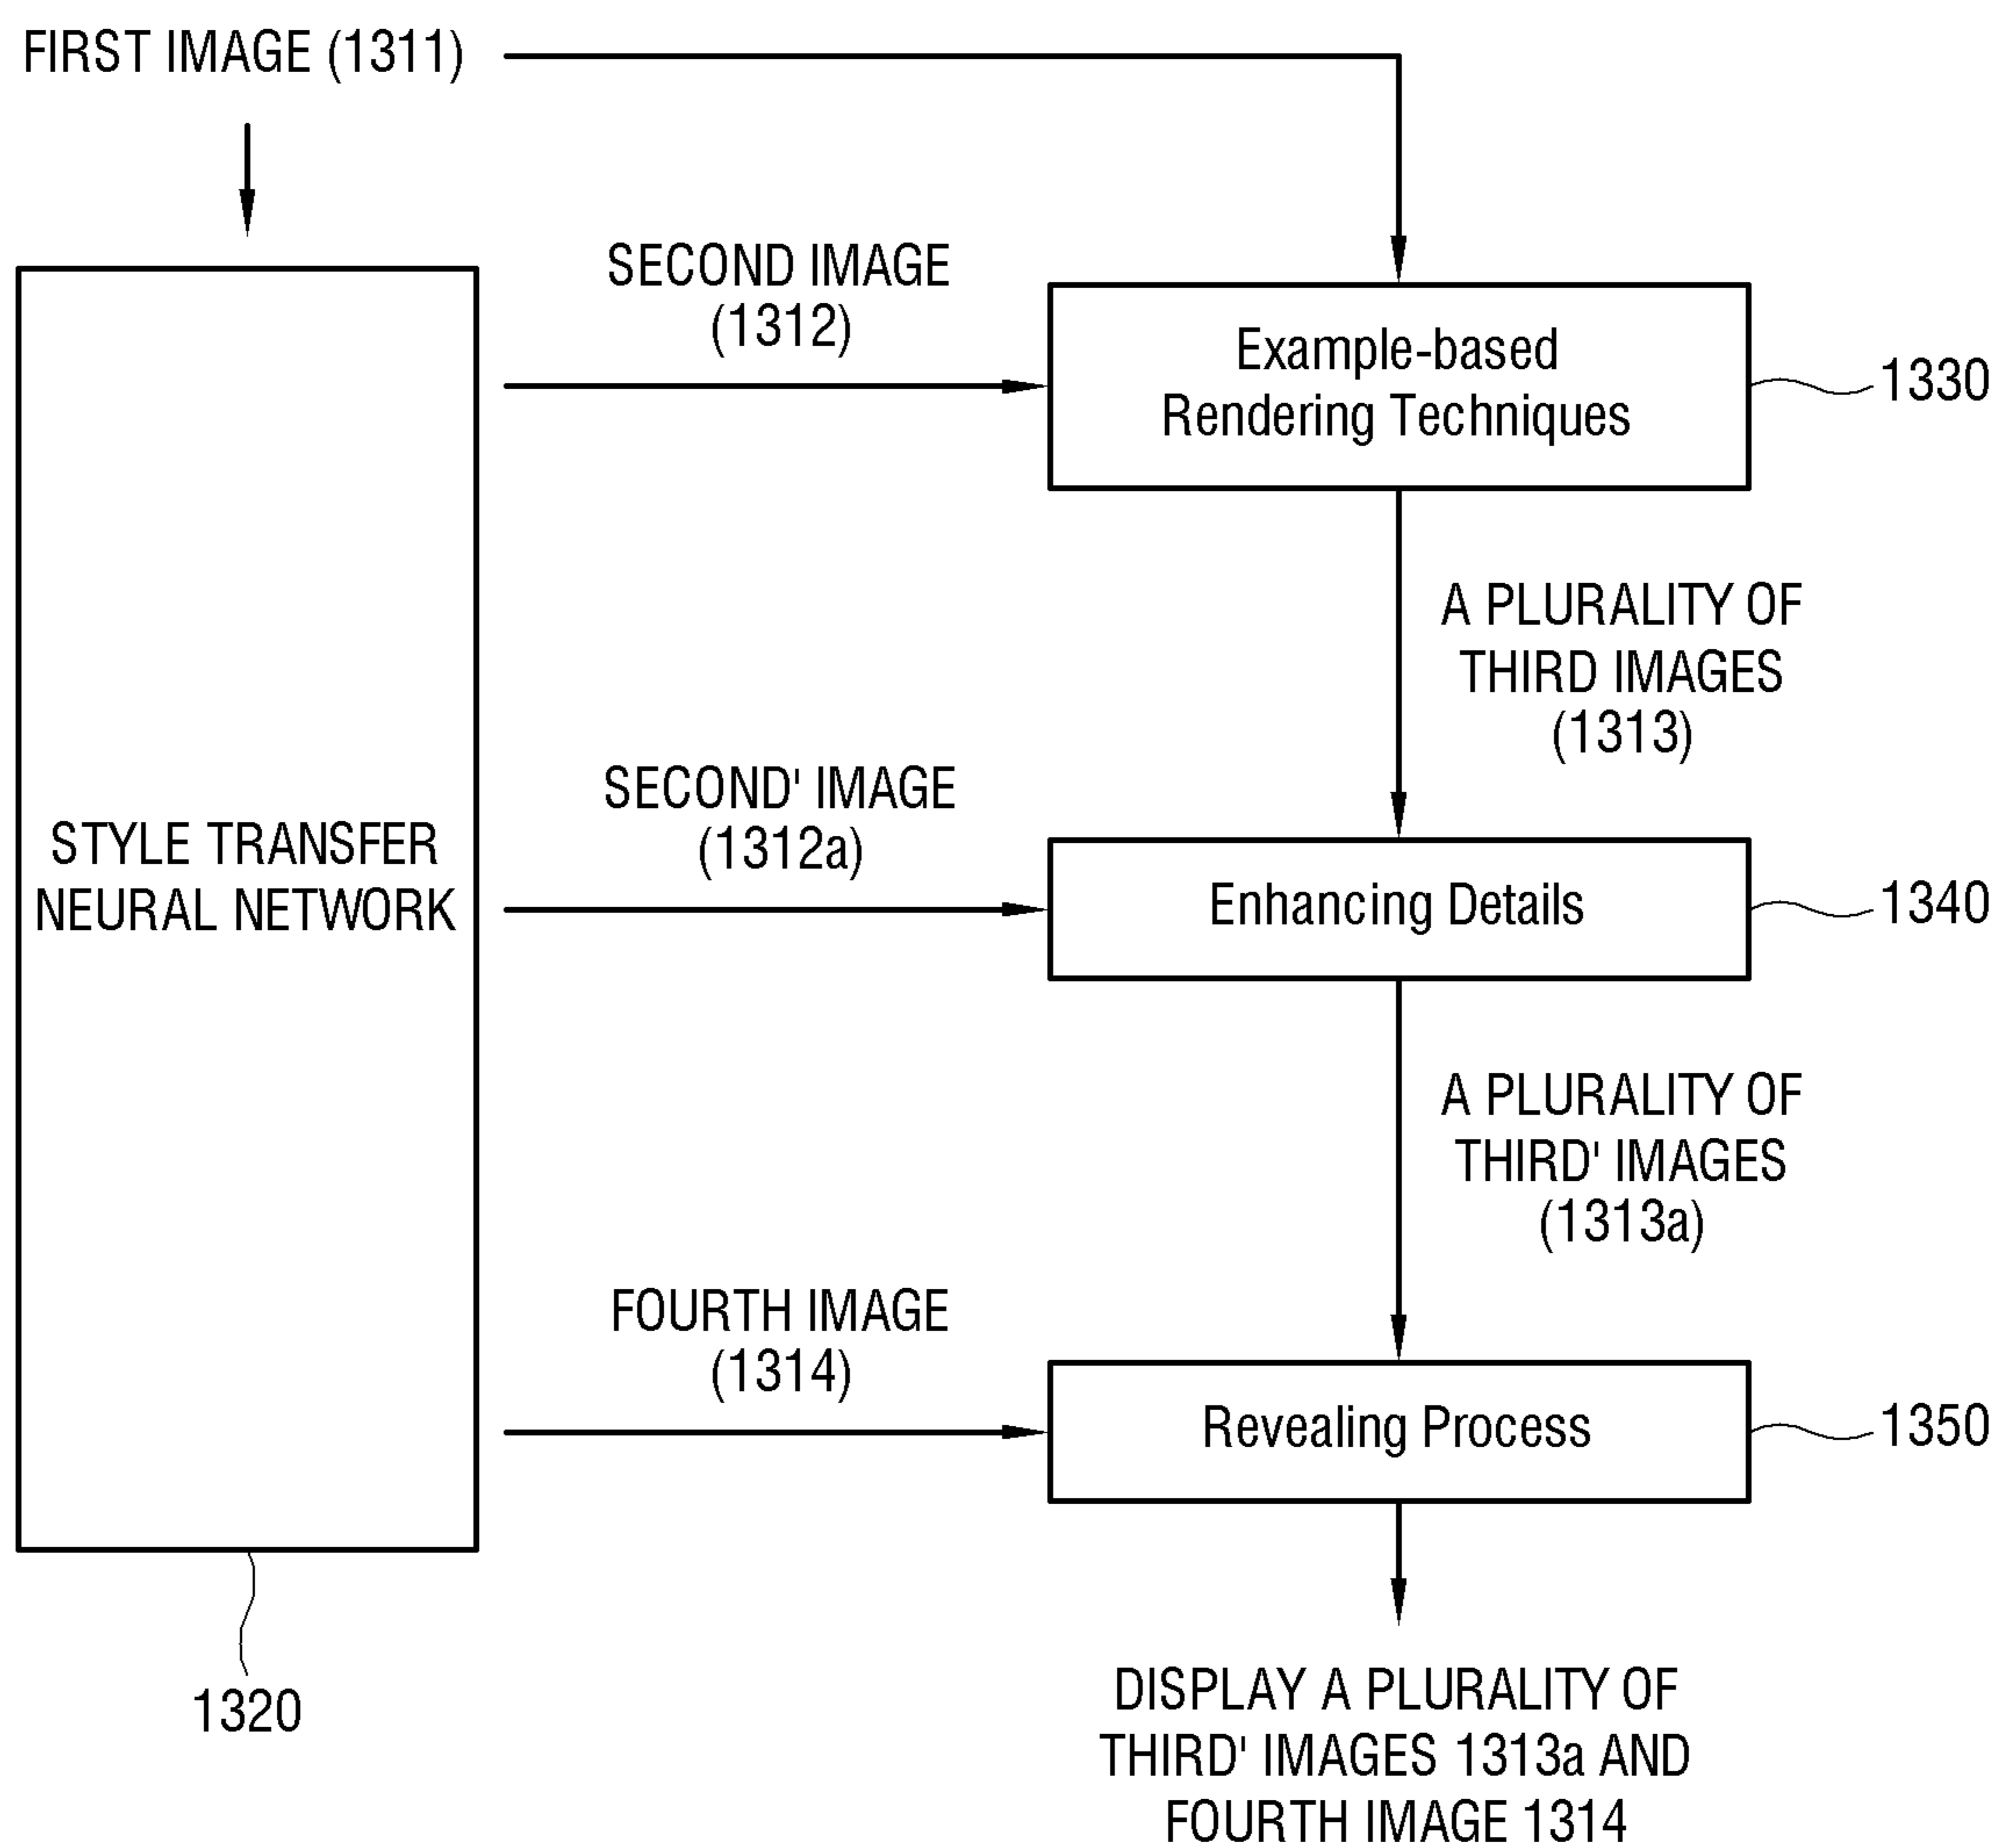 FIRST IMAGE (1311)
SECOND IMAGE
(1312)
Example-based
Rendering Techniques
1330
A PLURALITY OF
THIRD IMAGES
(1313)
SECOND' IMAGE
(1312a)
STYLE TRANSFER
NEURAL NETWORK
Enhancing Details
1340
A PLURALITY OF
THIRD' IMAGES
(1313a)
FOURTH IMAGE
(1314)
Revealing Process
1350
1320
DISPLAY A PLURALITY OF
THIRD' IMAGES 1313a AND
FOURTH IMAGE 1314